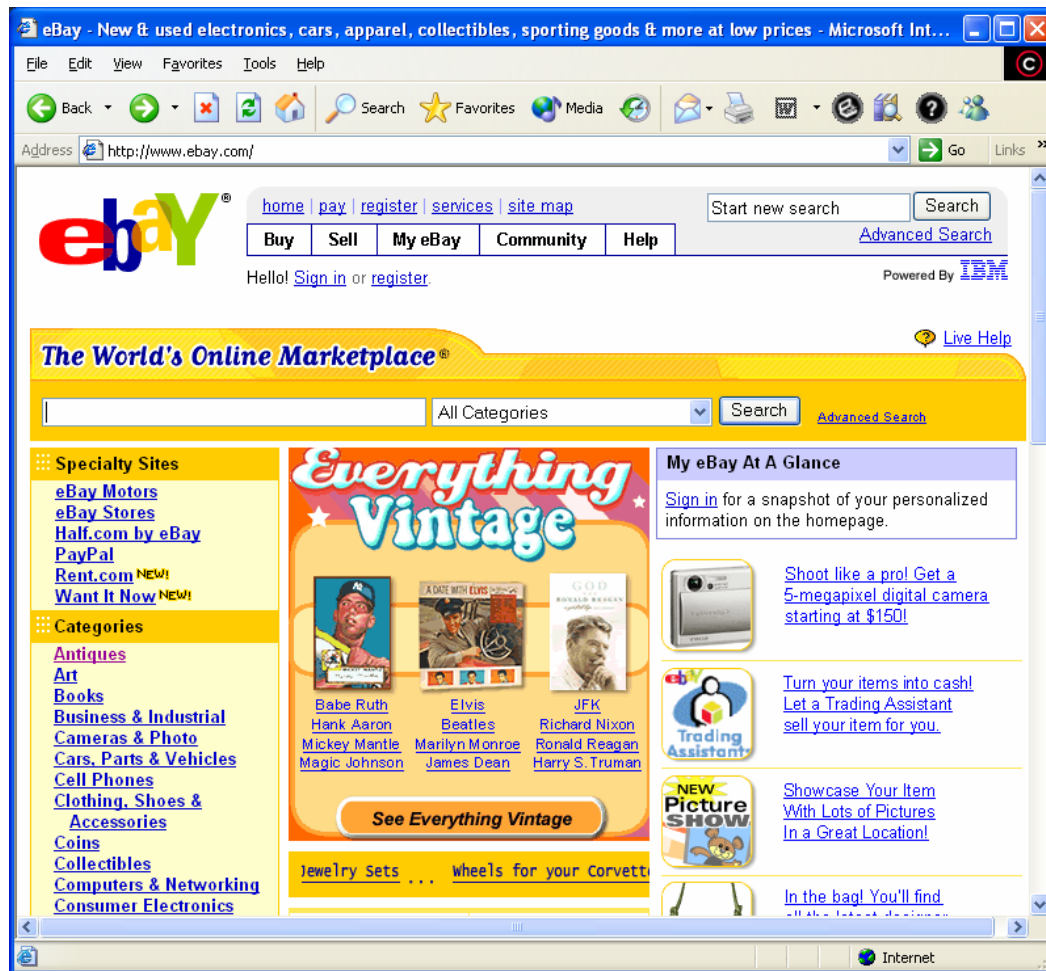 eBay - New & used electronics, cars, apparel, collectibles, sporting goods & more at low prices - Microsoft Int...
File Edit View Favorites Tools Help
Back Search Favorites Media
Address http://www.ebay.com/ Go Links
ebaY®
home | pay | register | services | site map
Start new search Search
Buy Sell My eBay Community Help
Advanced Search
Hello! Sign in or register.
Powered By IBM
The World's Online Marketplace®
Live Help
All Categories Search Advanced Search
Specialty Sites
eBay Motors
eBay Stores
Half.com by eBay
PayPal
Rent.com NEW!
Want It Now NEW!
Categories
Antiques
Art
Books
Business & Industrial
Cameras & Photo
Cars, Parts & Vehicles
Cell Phones
Clothing, Shoes &
Accessories
Coins
Collectibles
Computers & Networking
Consumer Electronics
Everything
Vintage
A DATE WITH ELVIS
GOD
RONALD REAGAN
Babe Ruth Elvis JFK
Hank Aaron Beatles Richard Nixon
Mickey Mantle Marilyn Monroe Ronald Reagan
Magic Johnson James Dean Harry S. Truman
See Everything Vintage
Jewelry Sets ... Wheels for your Corvett
My eBay At A Glance
Sign in for a snapshot of your personalized
information on the homepage.
Shoot like a pro! Get a
5-megapixel digital camera
starting at $150!
ebY
Trading
Assistant
Turn your items into cash!
Let a Trading Assistant
sell your item for you.
NEW
Picture
SHOW
Showcase Your Item
With Lots of Pictures
In a Great Location!
In the bag! You'll find
all the latest designer
Internet